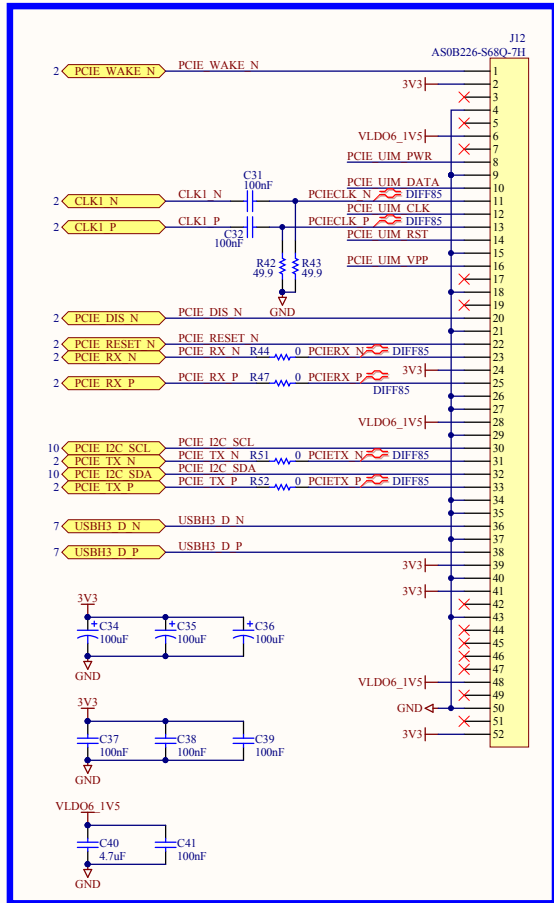 J12
AS0B226-S68Q-7H
2 PCIE_WAKE_N PCIE_WAKE_N 1
3V3 2
3
4
5
VLDO6_1V5 6
7
PCIE_UIM_PWR 8
9
C31
100nF
PCIE_UIM_DATA 10
2 CLK1_N CLK1_N PCIECLK_N DIFF85 11
PCIE_UIM_CLK 12
2 CLK1_P CLK1_P PCIECLK_P DIFF85 13
C32
100nF
PCIE_UIM_RST 14
15
R42 R43
49.9 49.9
PCIE_UIM_VPP 16
17
18
GND
19
2 PCIE_DIS_N PCIE_DIS_N 20
21
2 PCIE_RESET_N PCIE_RESET_N 22
2 PCIE_RX_N PCIE_RX_N R44 0 PCIERX_N DIFF85 23
3V3 24
2 PCIE_RX_P PCIE_RX_P R47 0 PCIERX_P 25
DIFF85
26
27
VLDO6_1V5 28
29
10 PCIE_I2C_SCL PCIE_I2C_SCL 30
2 PCIE_TX_N PCIE_TX_N R51 0 PCIETX_N DIFF85 31
10 PCIE_I2C_SDA PCIE_I2C_SDA 32
2 PCIE_TX_P PCIE_TX_P R52 0 PCIETX_P DIFF85 33
34
35
7 USBH3_D_N USBH3_D_N 36
37
7 USBH3_D_P USBH3_D_P 38
3V3 39
40
3V3 41
42
43
44
45
46
47
VLDO6_1V5 48
49
GND 50
51
3V3 52
3V3
C34 C35 C36
100uF 100uF 100uF
GND
3V3
C37 C38 C39
100nF 100nF 100nF
GND
VLDO6_1V5
C40 C41
4.7uF 100nF
GND